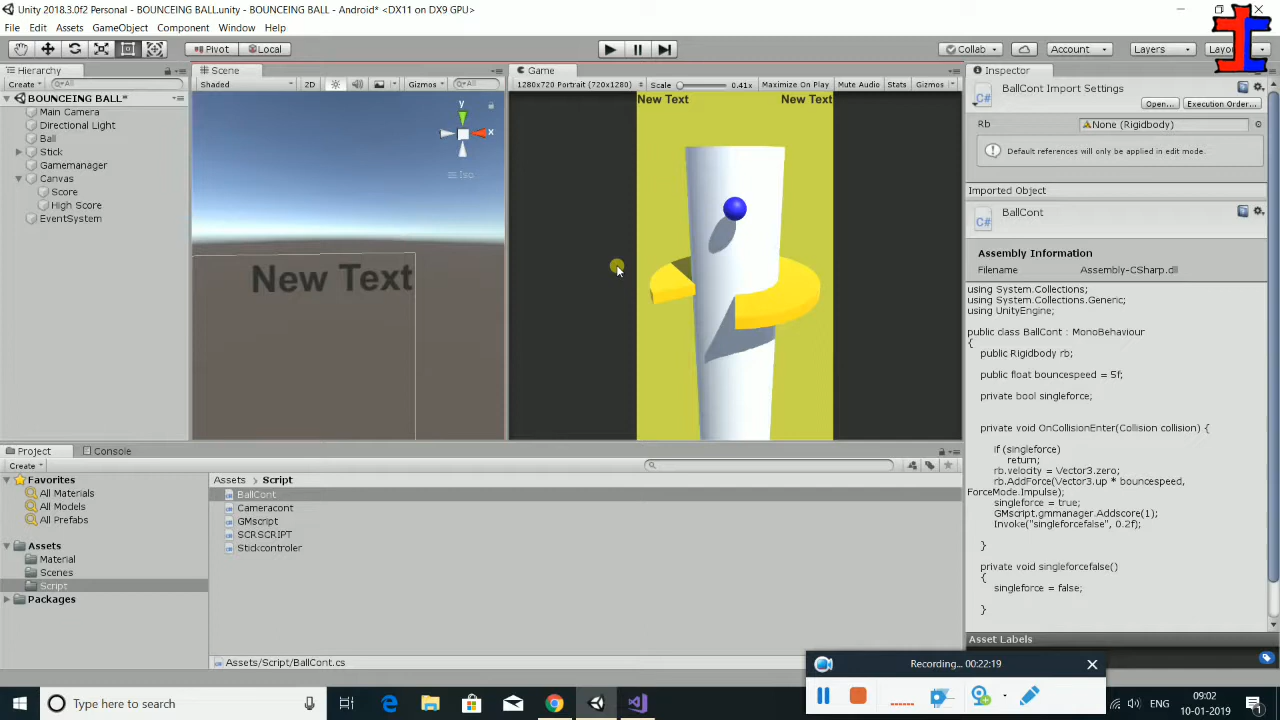 Unity 2018.3.0f2 Personal - BOUNCEING BALL.unity - BOUNCEING BALL - Android* <DX11 on DX9 GPU>
File Edit Assets GameObject Component Window Help
Pivot Local Collab Account Layers
Hierarchy
Create All
BOUNCEING BALL*
Main Camera
Directional Light
Ball
Stick
Gamemanager
Canvas
Score
High Score
EventSystem
Scene
Shaded 2D Gizmos All
y
x
Iso
New Text
Game
1280x720 Portrait (720x1280) Scale 0.41x Maximize On Play Mute Audio Stats Gizmos
New Text New Text
Inspector
BallCont Import Settings
Open... Execution Order...
Rb None (Rigidbody)
Default references will only be applied in edit mode.
Imported Object
BallCont
Assembly Information
Filename Assembly-CSharp.dll
using System.Collections;
using System.Collections.Generic;
using UnityEngine;
public class BallCont : MonoBehaviour
{
public Rigidbody rb;
public float bouncespeed = 5f;
private bool singleforce;
private void OnCollisionEnter(Collision collision) {
if (singleforce)
return;
rb.velocity = Vector3.zero;
rb.AddForce(Vector3.up * bouncespeed,
ForceMode.Impulse);
singleforce = true;
GMscript.gmmanager.Addscore(1);
Invoke("singleforcefalse", 0.2f);
}
private void singleforcefalse()
{
singleforce = false;
}
Asset Labels
Project Console
Create
Favorites
All Materials
All Models
All Prefabs
Assets
Material
Scenes
Script
Packages
Assets > Script
BallCont
Cameracont
GMscript
SCRSCRIPT
Stickcontroler
Assets/Script/BallCont.cs
Recording... 00:22:19
Type here to search
ENG
09:02
10-01-2019